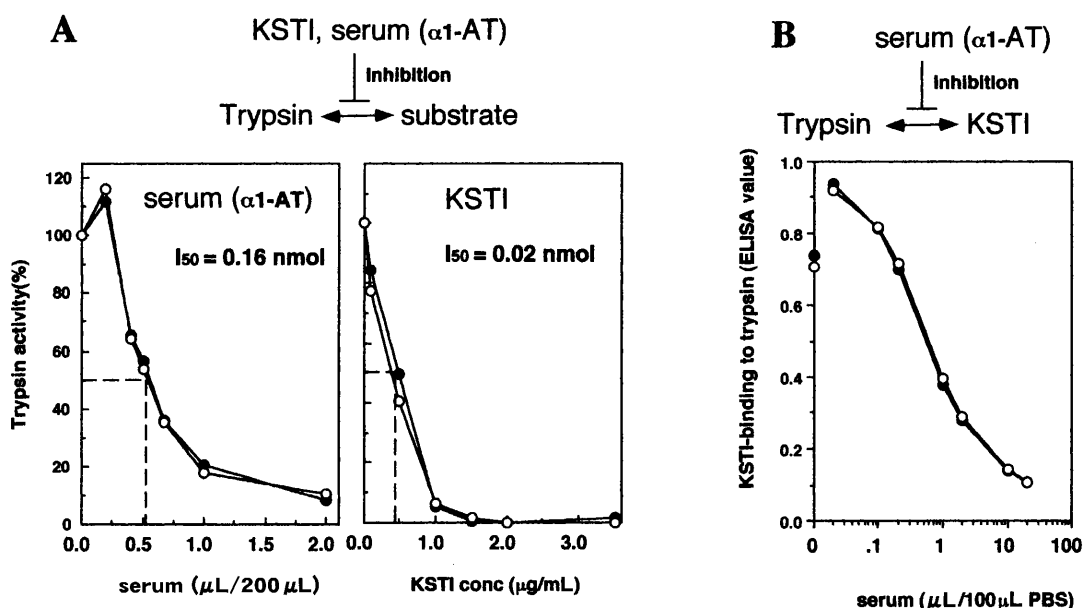 A
KSTI, serum (α1-AT)
Inhibition
Trypsin substrate
B
serum (α1-AT)
Inhibition
Trypsin KSTI
Trypsin activity(%)
120
100
80
60
40
20
0
serum (α1-AT)
I50 = 0.16 nmol
0.0 0.5 1.0 1.5 2.0
serum (μL/200 μL)
KSTI
I50 = 0.02 nmol
0.0 1.0 2.0 3.0
KSTI conc (μg/mL)
KSTI-binding to trypsin (ELISA value)
1.0
0.8
0.6
0.4
0.2
0.0
0 .1 1 10 100
serum (μL/100μL PBS)